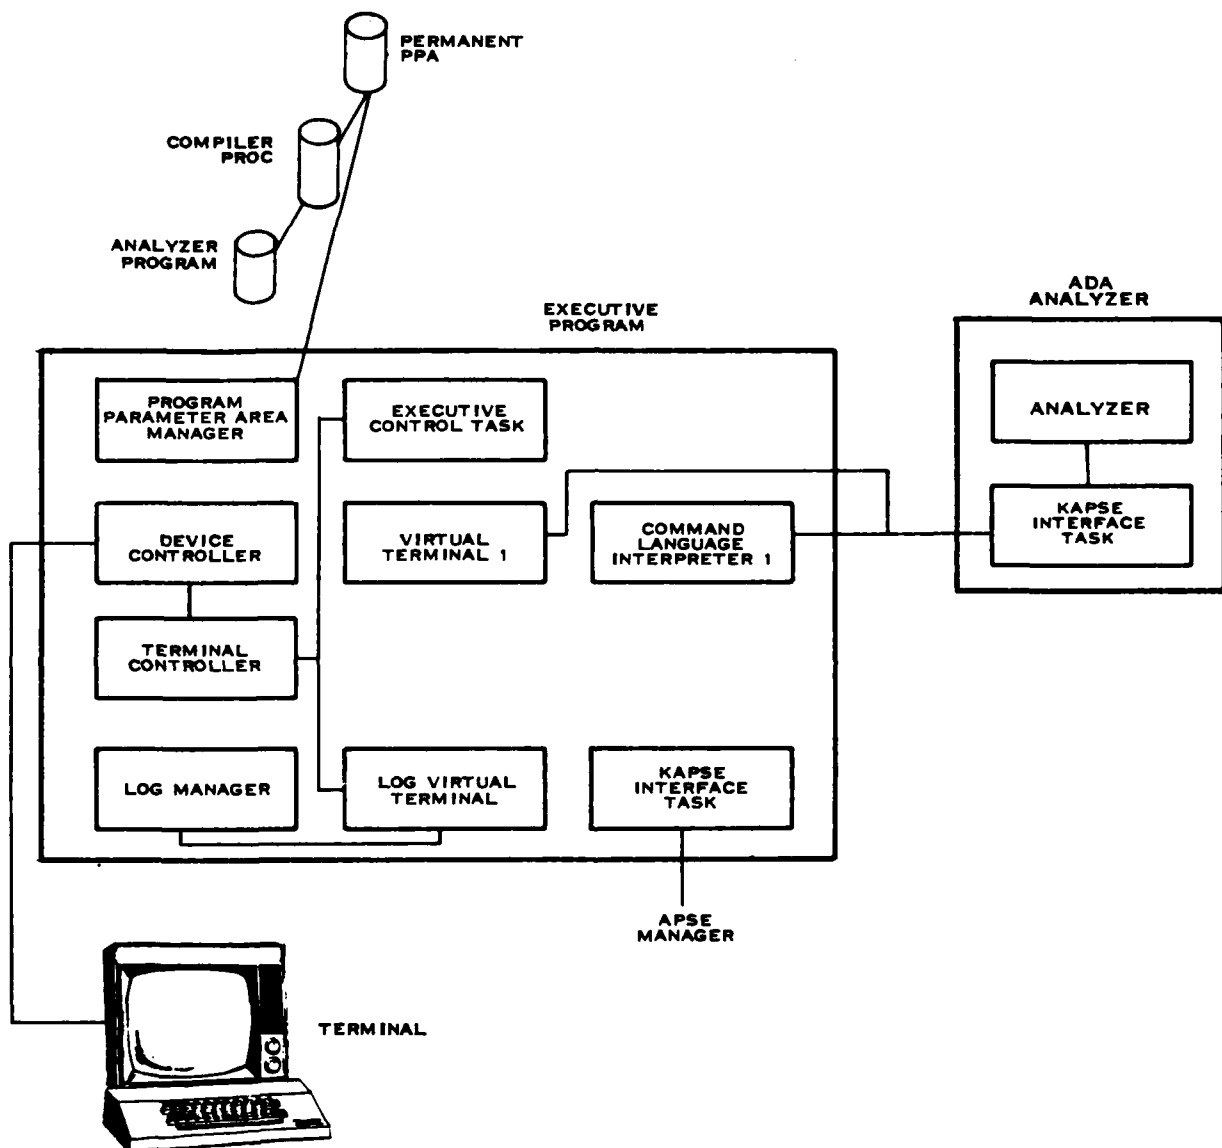 PERMANENT
PPA
COMPILER
PROC
ANALYZER
PROGRAM
EXECUTIVE
PROGRAM
ADA
ANALYZER
PROGRAM
PARAMETER AREA
MANAGER
EXECUTIVE
CONTROL TASK
ANALYZER
DEVICE
CONTROLLER
VIRTUAL
TERMINAL 1
COMMAND
LANGUAGE
INTERPRETER 1
KAPSE
INTERFACE
TASK
TERMINAL
CONTROLLER
LOG MANAGER
LOG VIRTUAL
TERMINAL
KAPSE
INTERFACE
TASK
APSE
MANAGER
TERMINAL